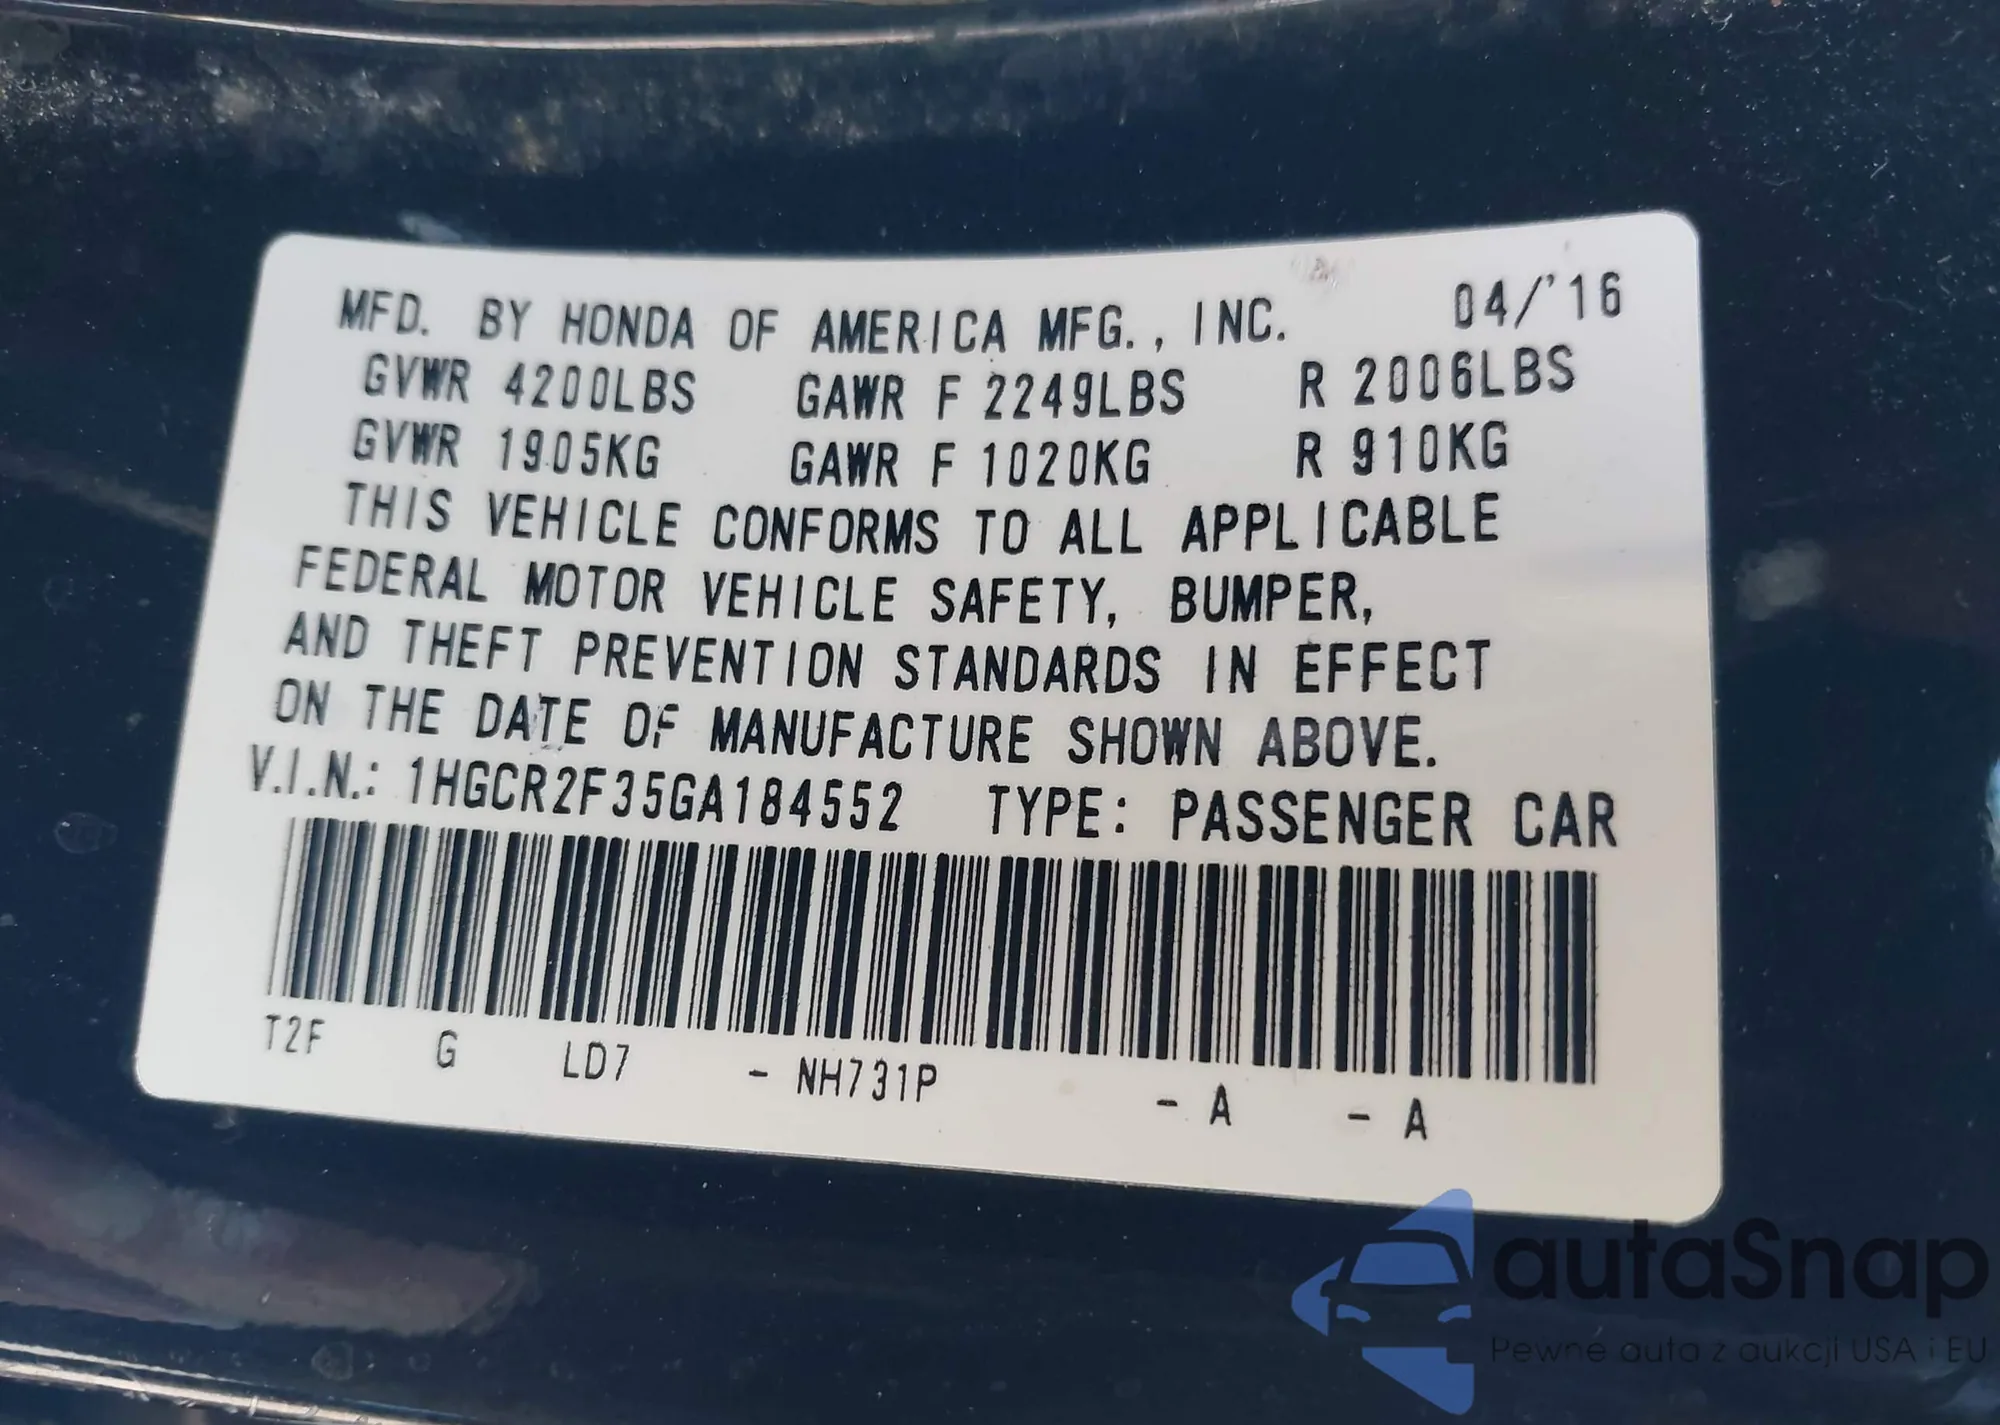 MFD. BY HONDA OF AMERICA MFG., INC. 04/'16
GVWR 4200LBS GAWR F 2249LBS R 2006LBS
GVWR 1905KG GAWR F 1020KG R 910KG
THIS VEHICLE CONFORMS TO ALL APPLICABLE
FEDERAL MOTOR VEHICLE SAFETY, BUMPER,
AND THEFT PREVENTION STANDARDS IN EFFECT
ON THE DATE OF MANUFACTURE SHOWN ABOVE.
V.I.N.: 1HGCR2F35GA184552 TYPE: PASSENGER CAR
T2F G LD7 - NH731P - A - A
autaSnap
Pewne auta z aukcji USA i EU